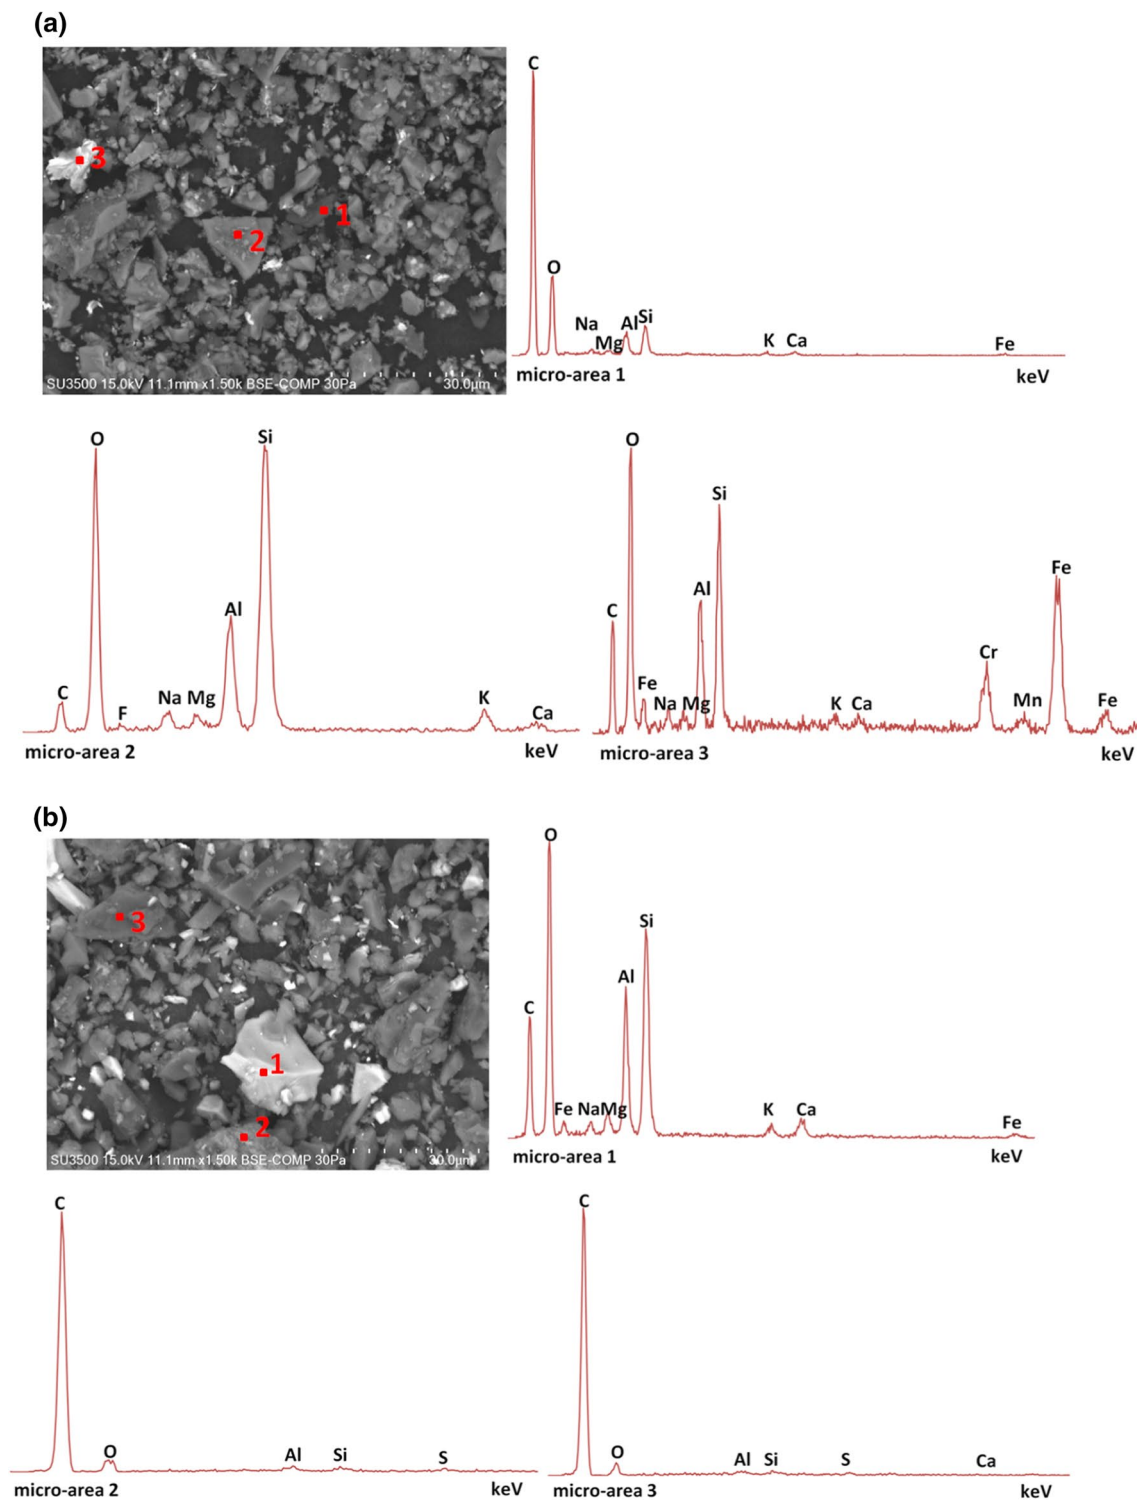 (a)
3
1
2
SU3500 15.0kV 11.1mm x1.50k BSE-COMP 30Pa 30.0µm
C
O
Na
Mg
Al
Si
K
Ca
Fe
micro-area 1
keV
C
O
F
Na
Mg
Al
Si
K
Ca
micro-area 2
keV
C
O
Fe
Na
Mg
Al
Si
K
Ca
Cr
Mn
Fe
Fe
micro-area 3
keV
(b)
3
1
2
SU3500 15.0kV 11.1mm x1.50k BSE-COMP 30Pa 30.0µm
C
O
Fe
Na
Mg
Al
Si
K
Ca
Fe
micro-area 1
keV
C
O
Al
Si
S
micro-area 2
keV
C
O
Al
Si
S
Ca
micro-area 3
keV